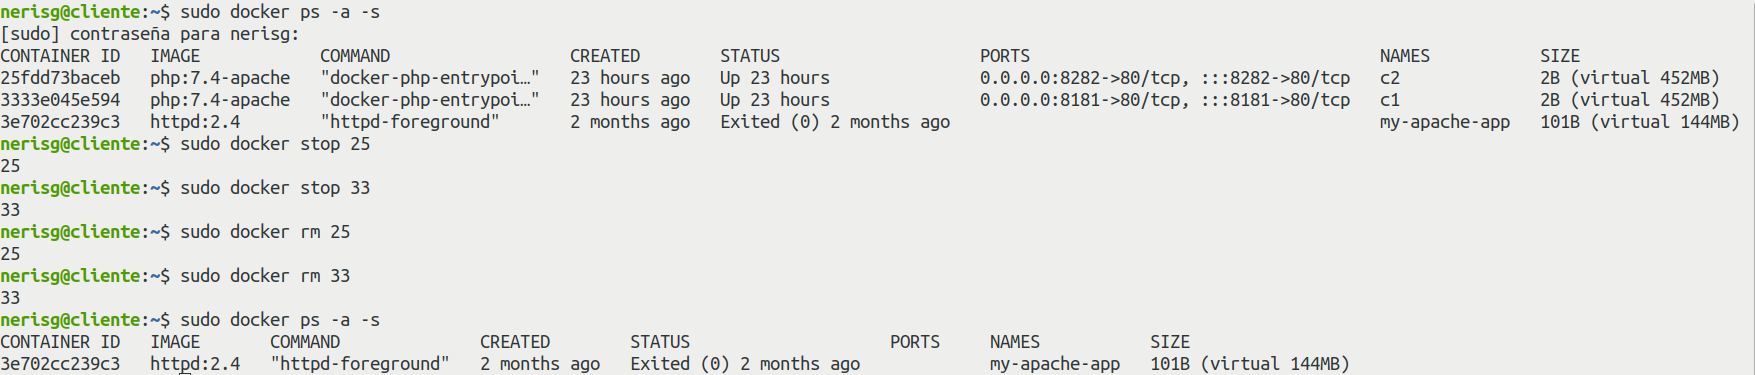 nerisg@cliente:~$ sudo docker ps -a -s
[sudo] contraseña para nerisg:
CONTAINER ID   IMAGE            COMMAND                  CREATED        STATUS                    PORTS                                   NAMES           SIZE
25fdd73baceb   php:7.4-apache   "docker-php-entrypoi…"   23 hours ago   Up 23 hours               0.0.0.0:8282->80/tcp, :::8282->80/tcp   c2              2B (virtual 452MB)
3333e045e594   php:7.4-apache   "docker-php-entrypoi…"   23 hours ago   Up 23 hours               0.0.0.0:8181->80/tcp, :::8181->80/tcp   c1              2B (virtual 452MB)
3e702cc239c3   httpd:2.4        "httpd-foreground"       2 months ago   Exited (0) 2 months ago                                           my-apache-app   101B (virtual 144MB)
nerisg@cliente:~$ sudo docker stop 25
25
nerisg@cliente:~$ sudo docker stop 33
33
nerisg@cliente:~$ sudo docker rm 25
25
nerisg@cliente:~$ sudo docker rm 33
33
nerisg@cliente:~$ sudo docker ps -a -s
CONTAINER ID   IMAGE       COMMAND              CREATED        STATUS                    PORTS     NAMES           SIZE
3e702cc239c3   httpd:2.4   "httpd-foreground"   2 months ago   Exited (0) 2 months ago             my-apache-app   101B (virtual 144MB)